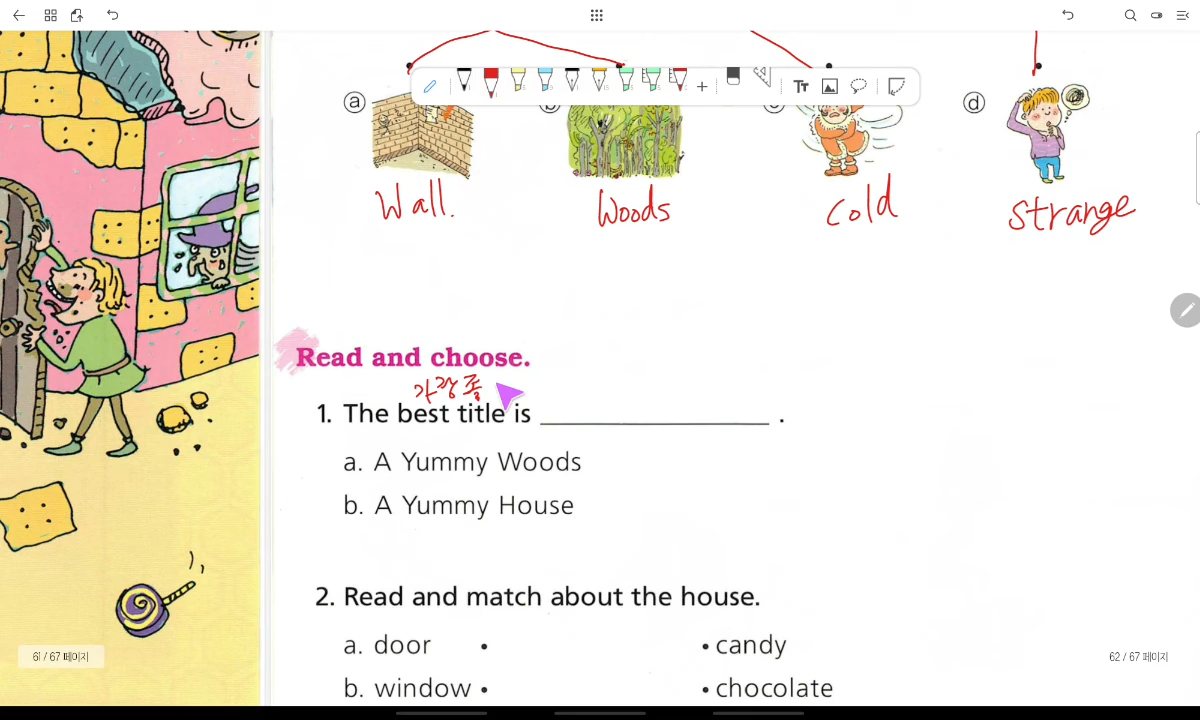 ⓐ ⓓ
Wall. Woods Cold Strange
Read and choose.
가장 좋
1. The best title is ____________________ .
a. A Yummy Woods
b. A Yummy House
2. Read and match about the house.
a. door • • candy
b. window • • chocolate
61 / 67 페이지
62 / 67 페이지
TT